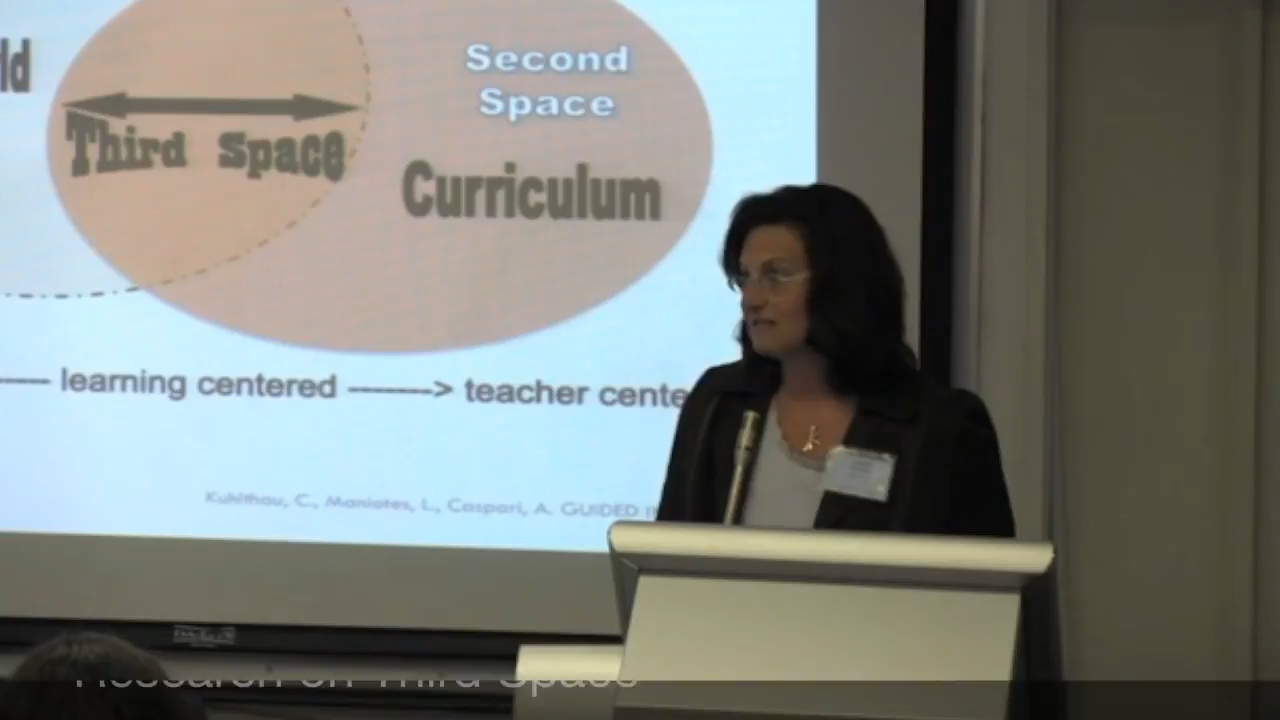 ld
Second
Space
Third Space
Curriculum
learning centered -----> teacher cente
Kuhlthau, C., Maniotes, L., Caspari, A. GUIDED I
Research on Third Space